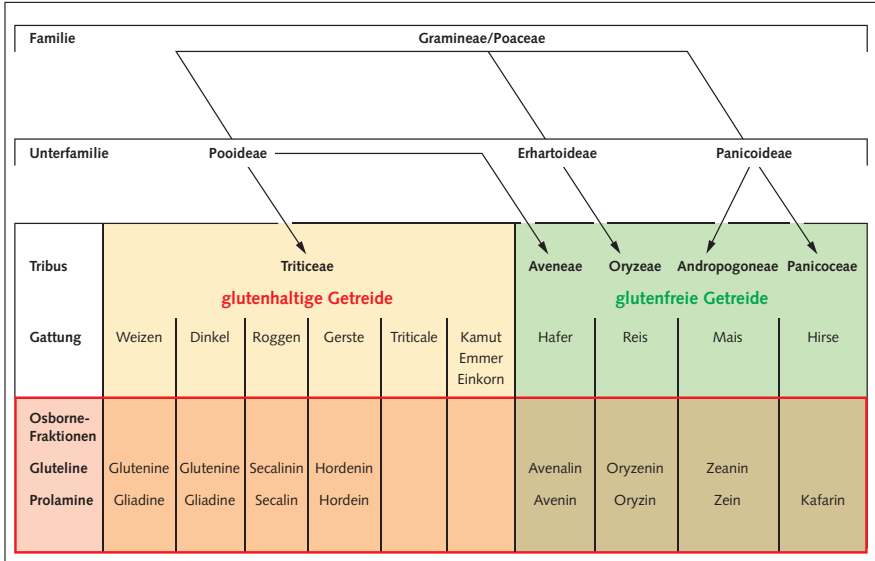 Familie Gramineae/Poaceae
Unterfamilie Pooideae Erhartoideae Panicoideae
Tribus Triticeae Aveneae Oryzeae Andropogoneae Panicoceae
glutenhaltige Getreide glutenfreie Getreide
Gattung Weizen Dinkel Roggen Gerste Triticale Kamut Hafer Reis Mais Hirse
Emmer
Einkorn
Osborne-
Fraktionen
Gluteline Glutenine Glutenine Secalinin Hordenin Avenalin Oryzenin Zeanin
Prolamine Gliadine Gliadine Secalin Hordein Avenin Oryzin Zein Kafarin